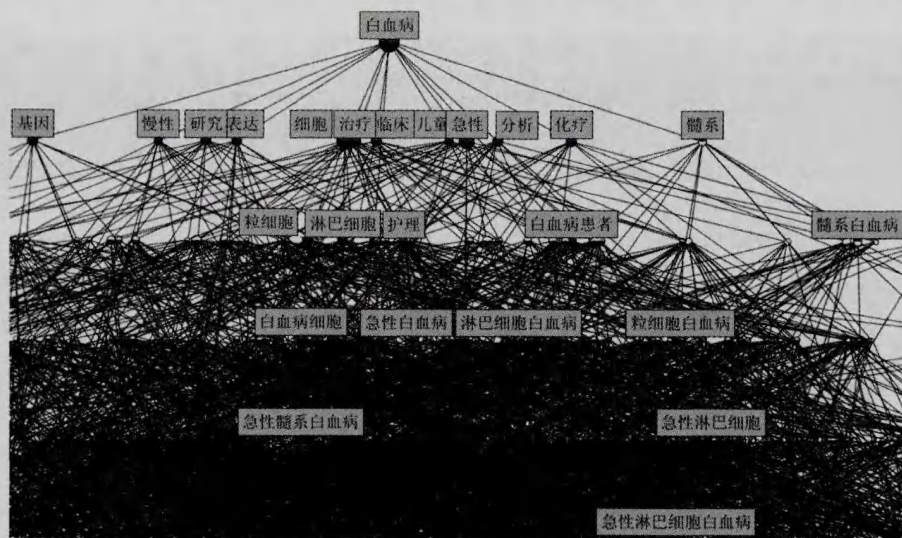 白血病
基因 慢性 研究 表达 细胞 治疗 临床 儿童 急性 分析 化疗 髓系
粒细胞 淋巴细胞 护理 白血病患者 髓系白血病
白血病细胞 急性白血病 淋巴细胞白血病 粒细胞白血病
急性髓系白血病 急性淋巴细胞
急性淋巴细胞白血病